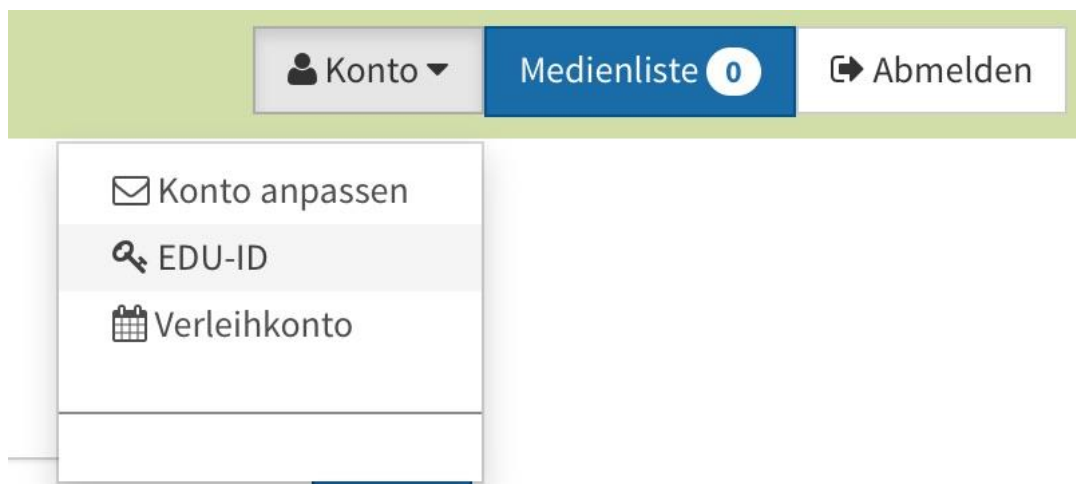 Konto
Medienliste 0
Abmelden
Konto anpassen
EDU-ID
Verleihkonto